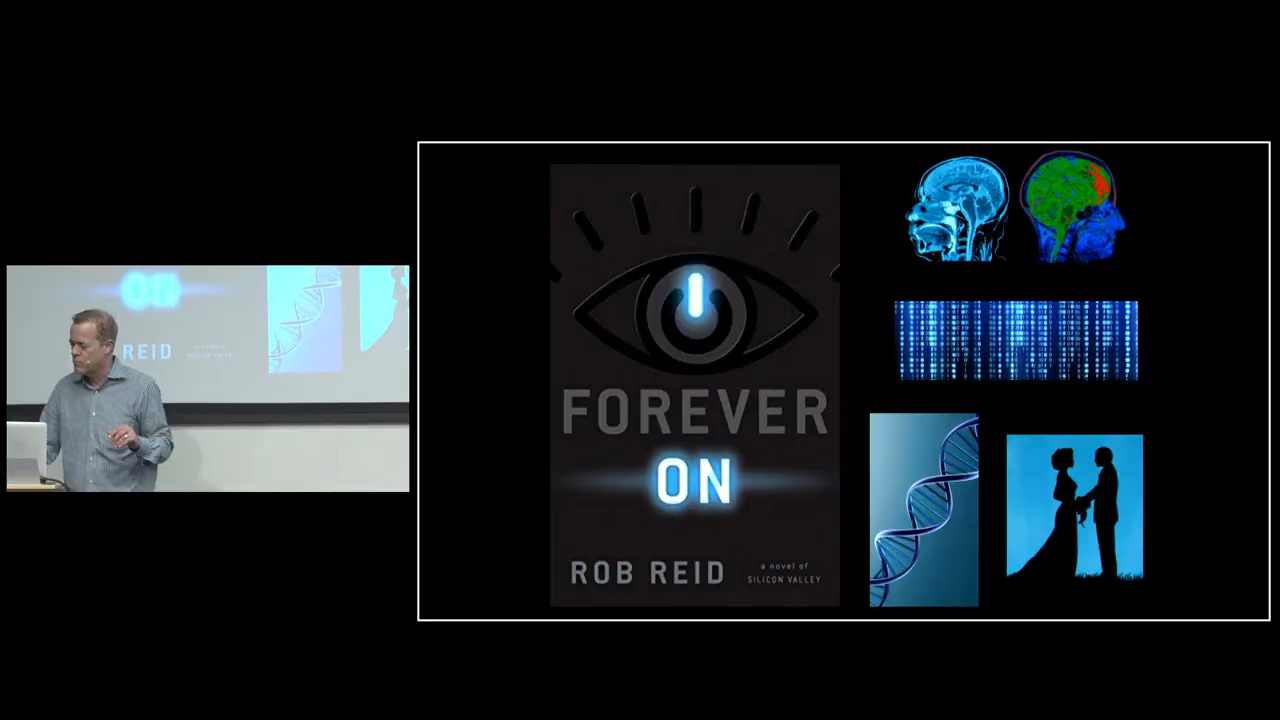 REID
FOREVER
ON
ROB REID
a novel of
SILICON VALLEY